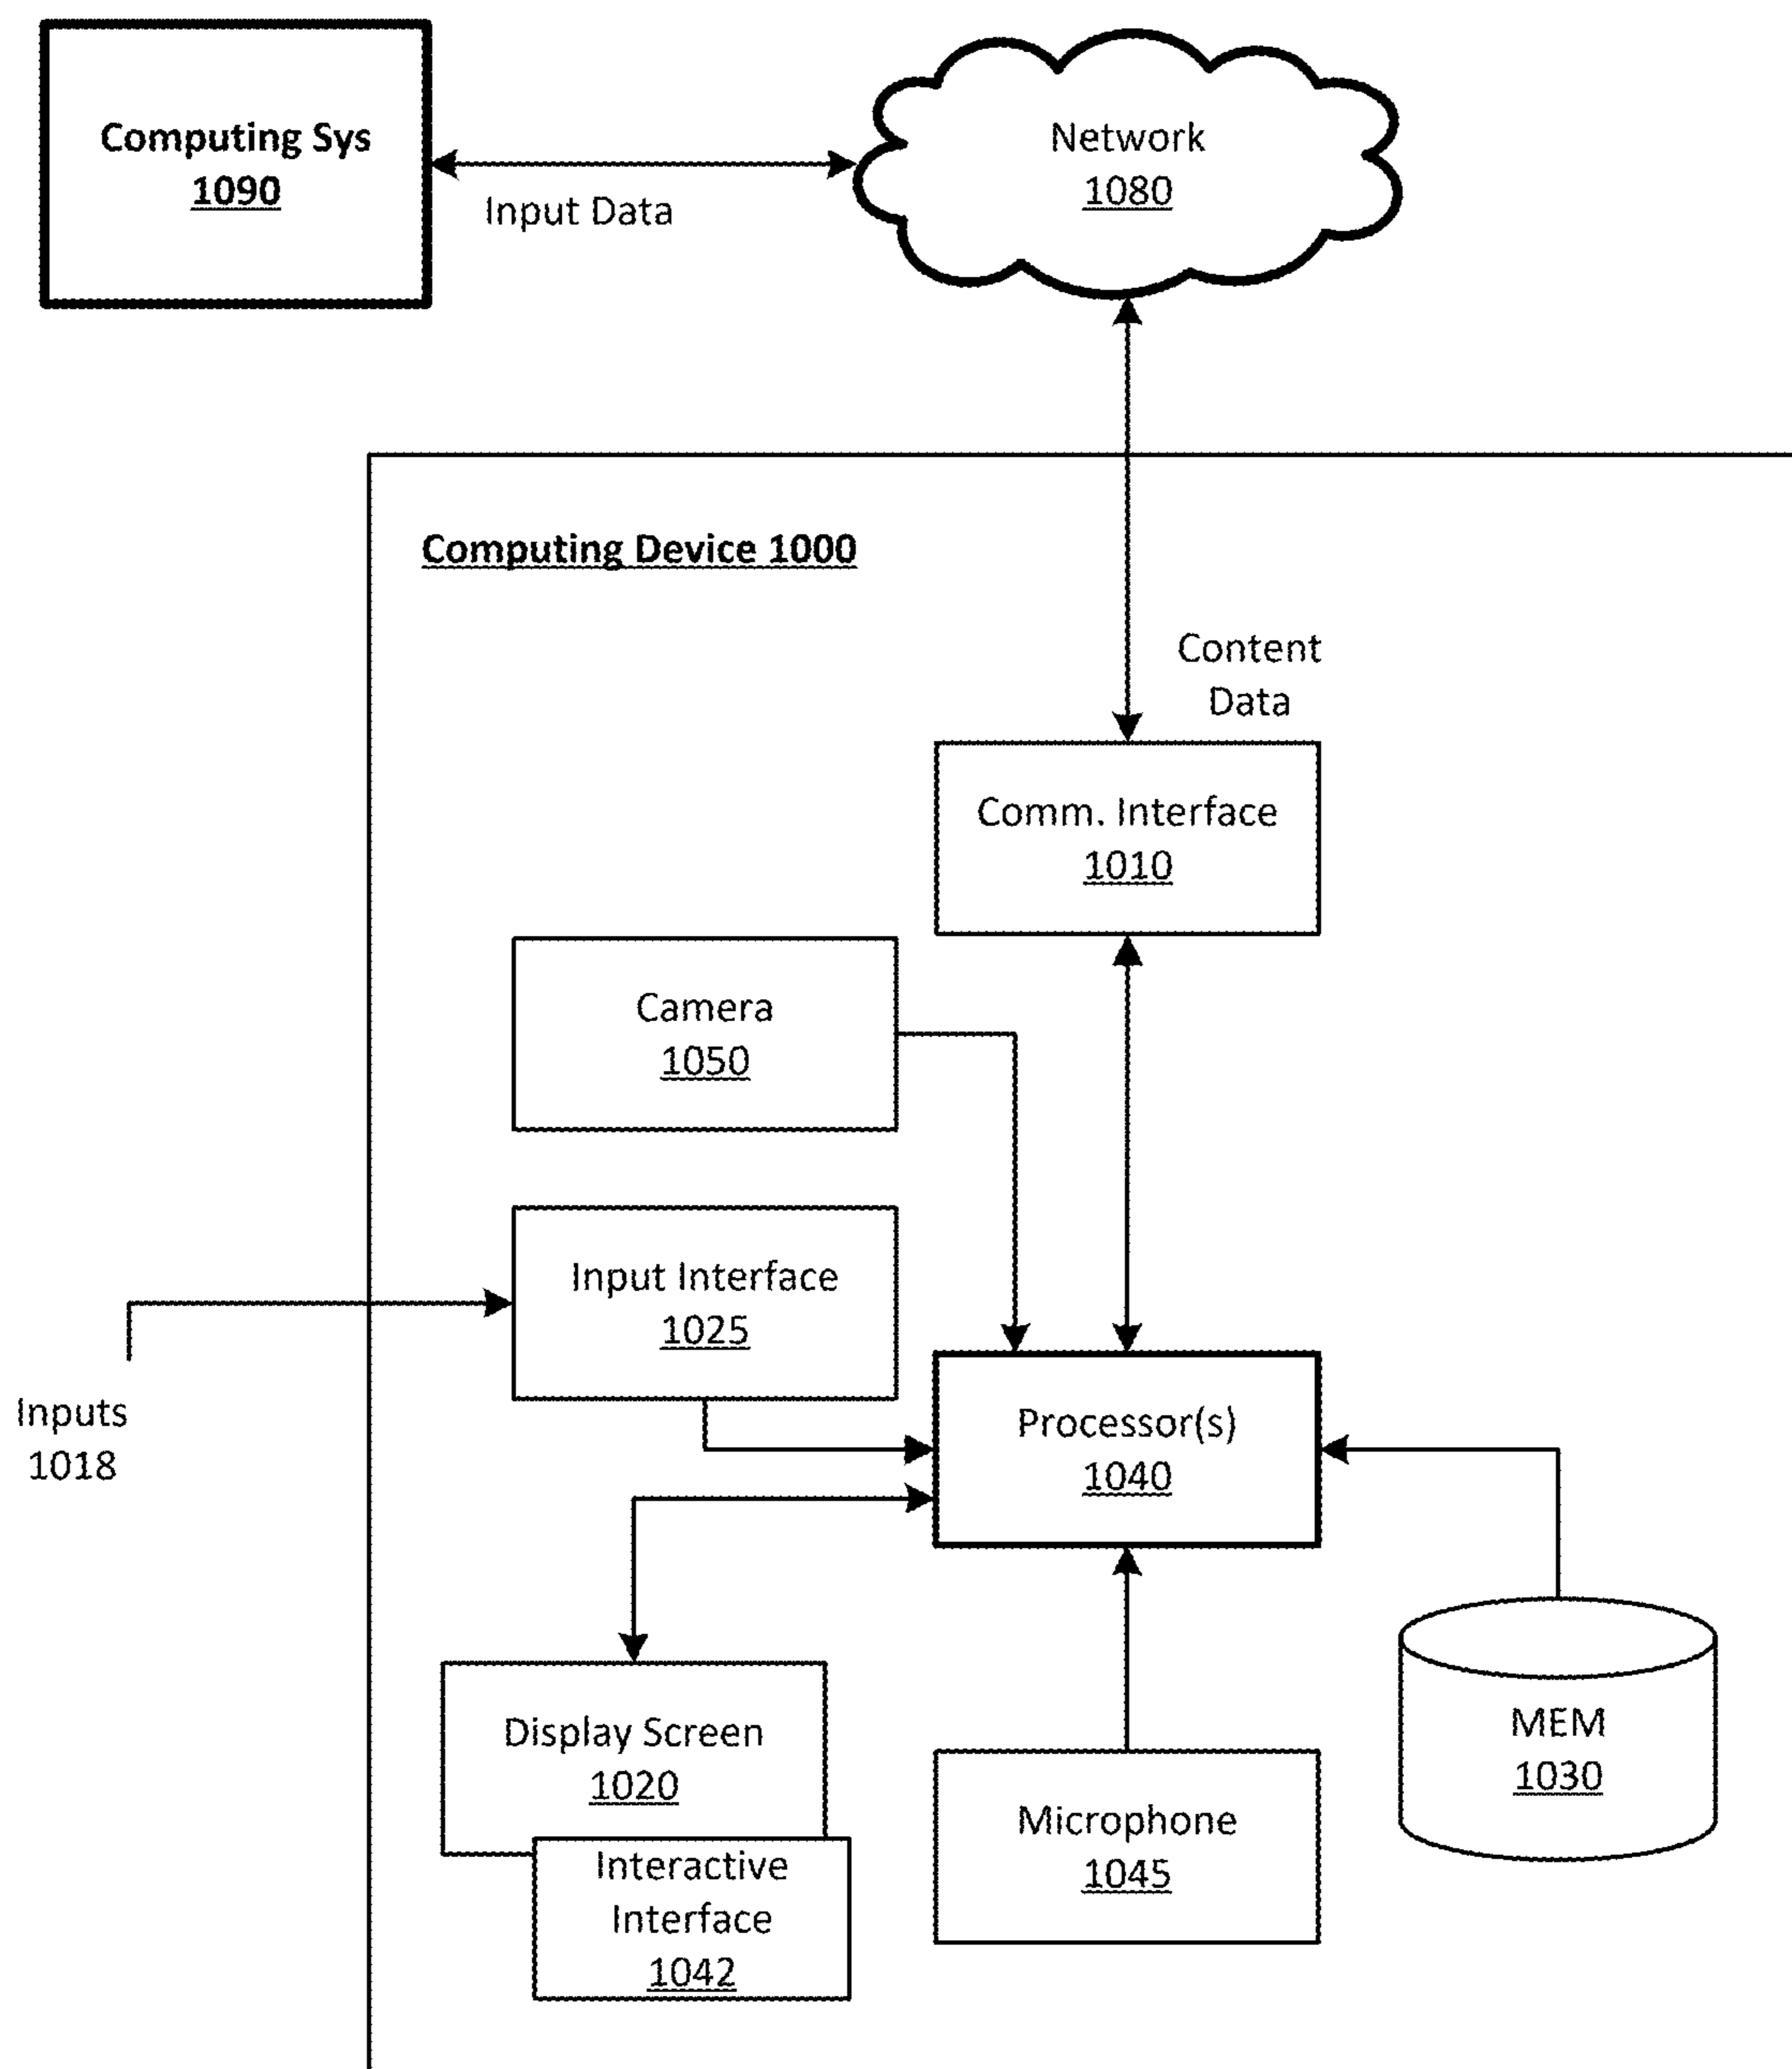 Computing Sys
1090
Input Data
Network
1080
Computing Device 1000
Content
Data
Comm. Interface
1010
Camera
1050
Input Interface
1025
Inputs
1018
Processor(s)
1040
Display Screen
1020
Interactive
Interface
1042
Microphone
1045
MEM
1030